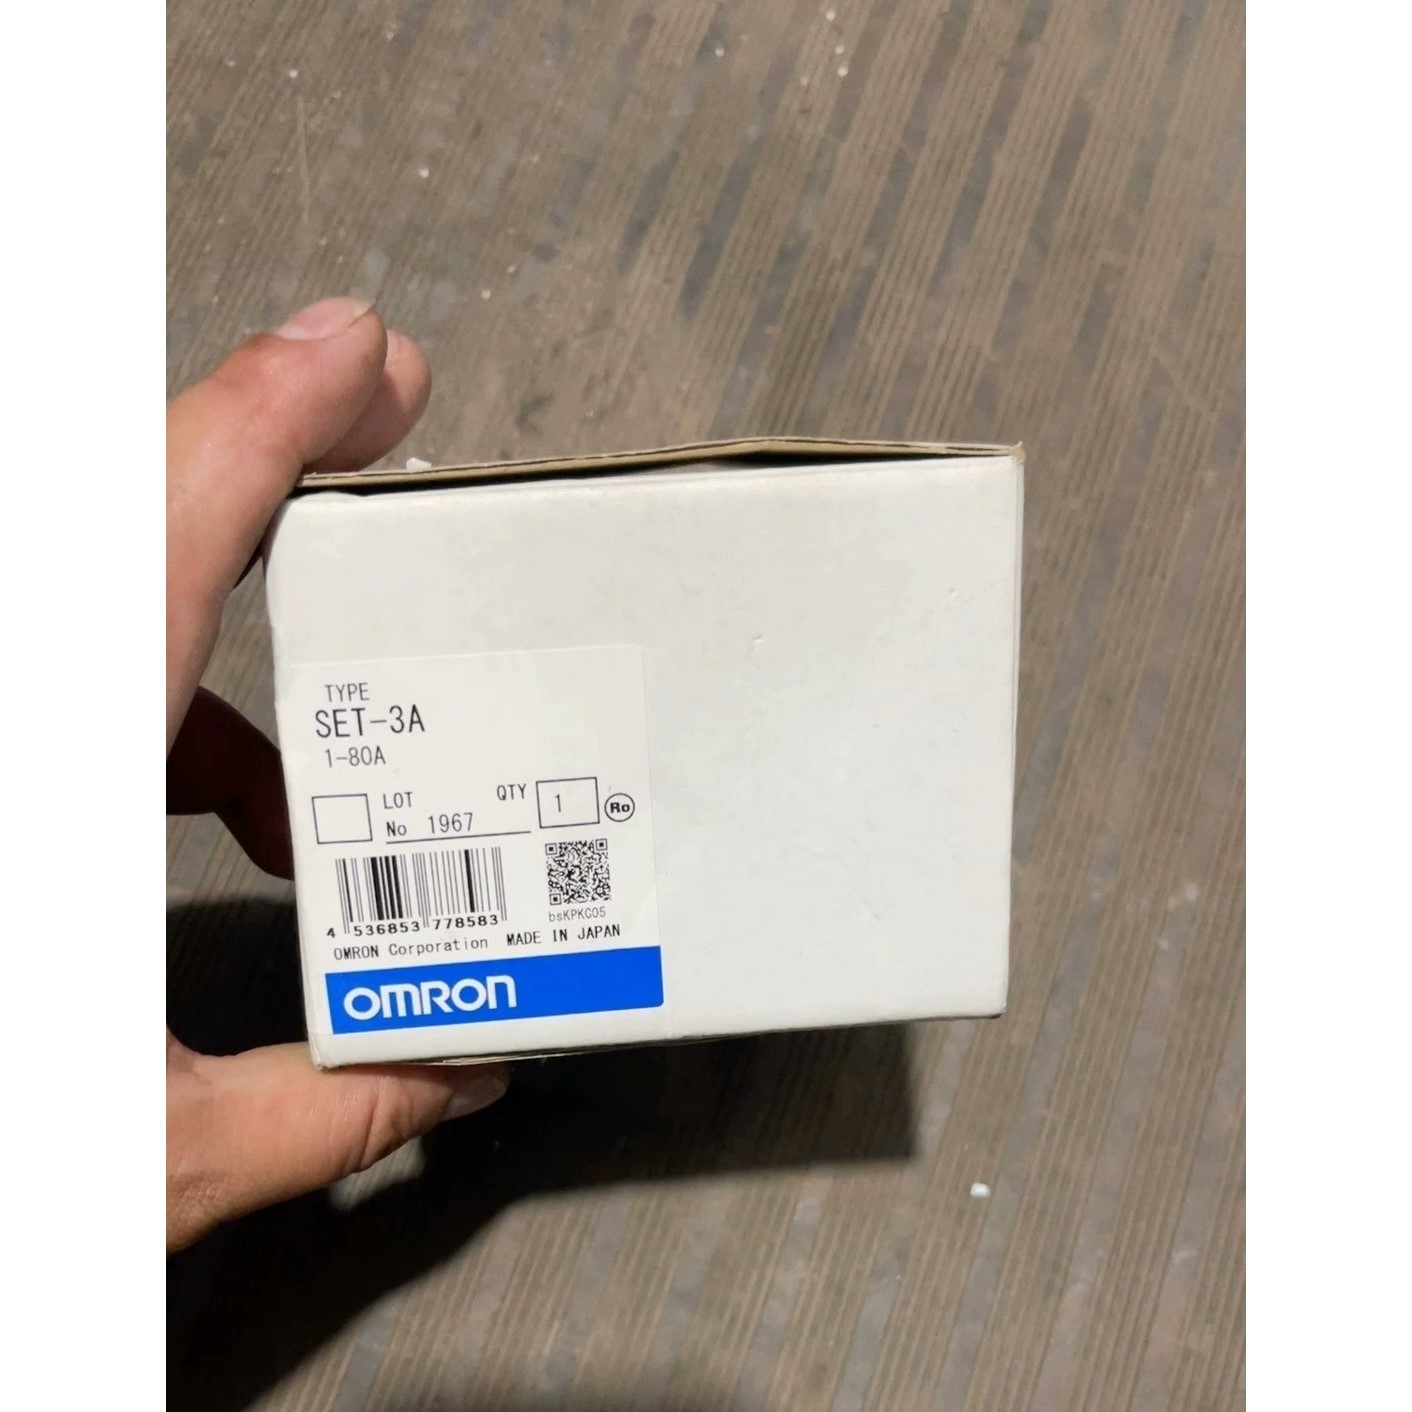 TYPE
SET-3A
1-80A
LOT QTY 1 Ro
No 1967
4 536853 778583
bsKPKC05
OMRON Corporation MADE IN JAPAN
OMRON